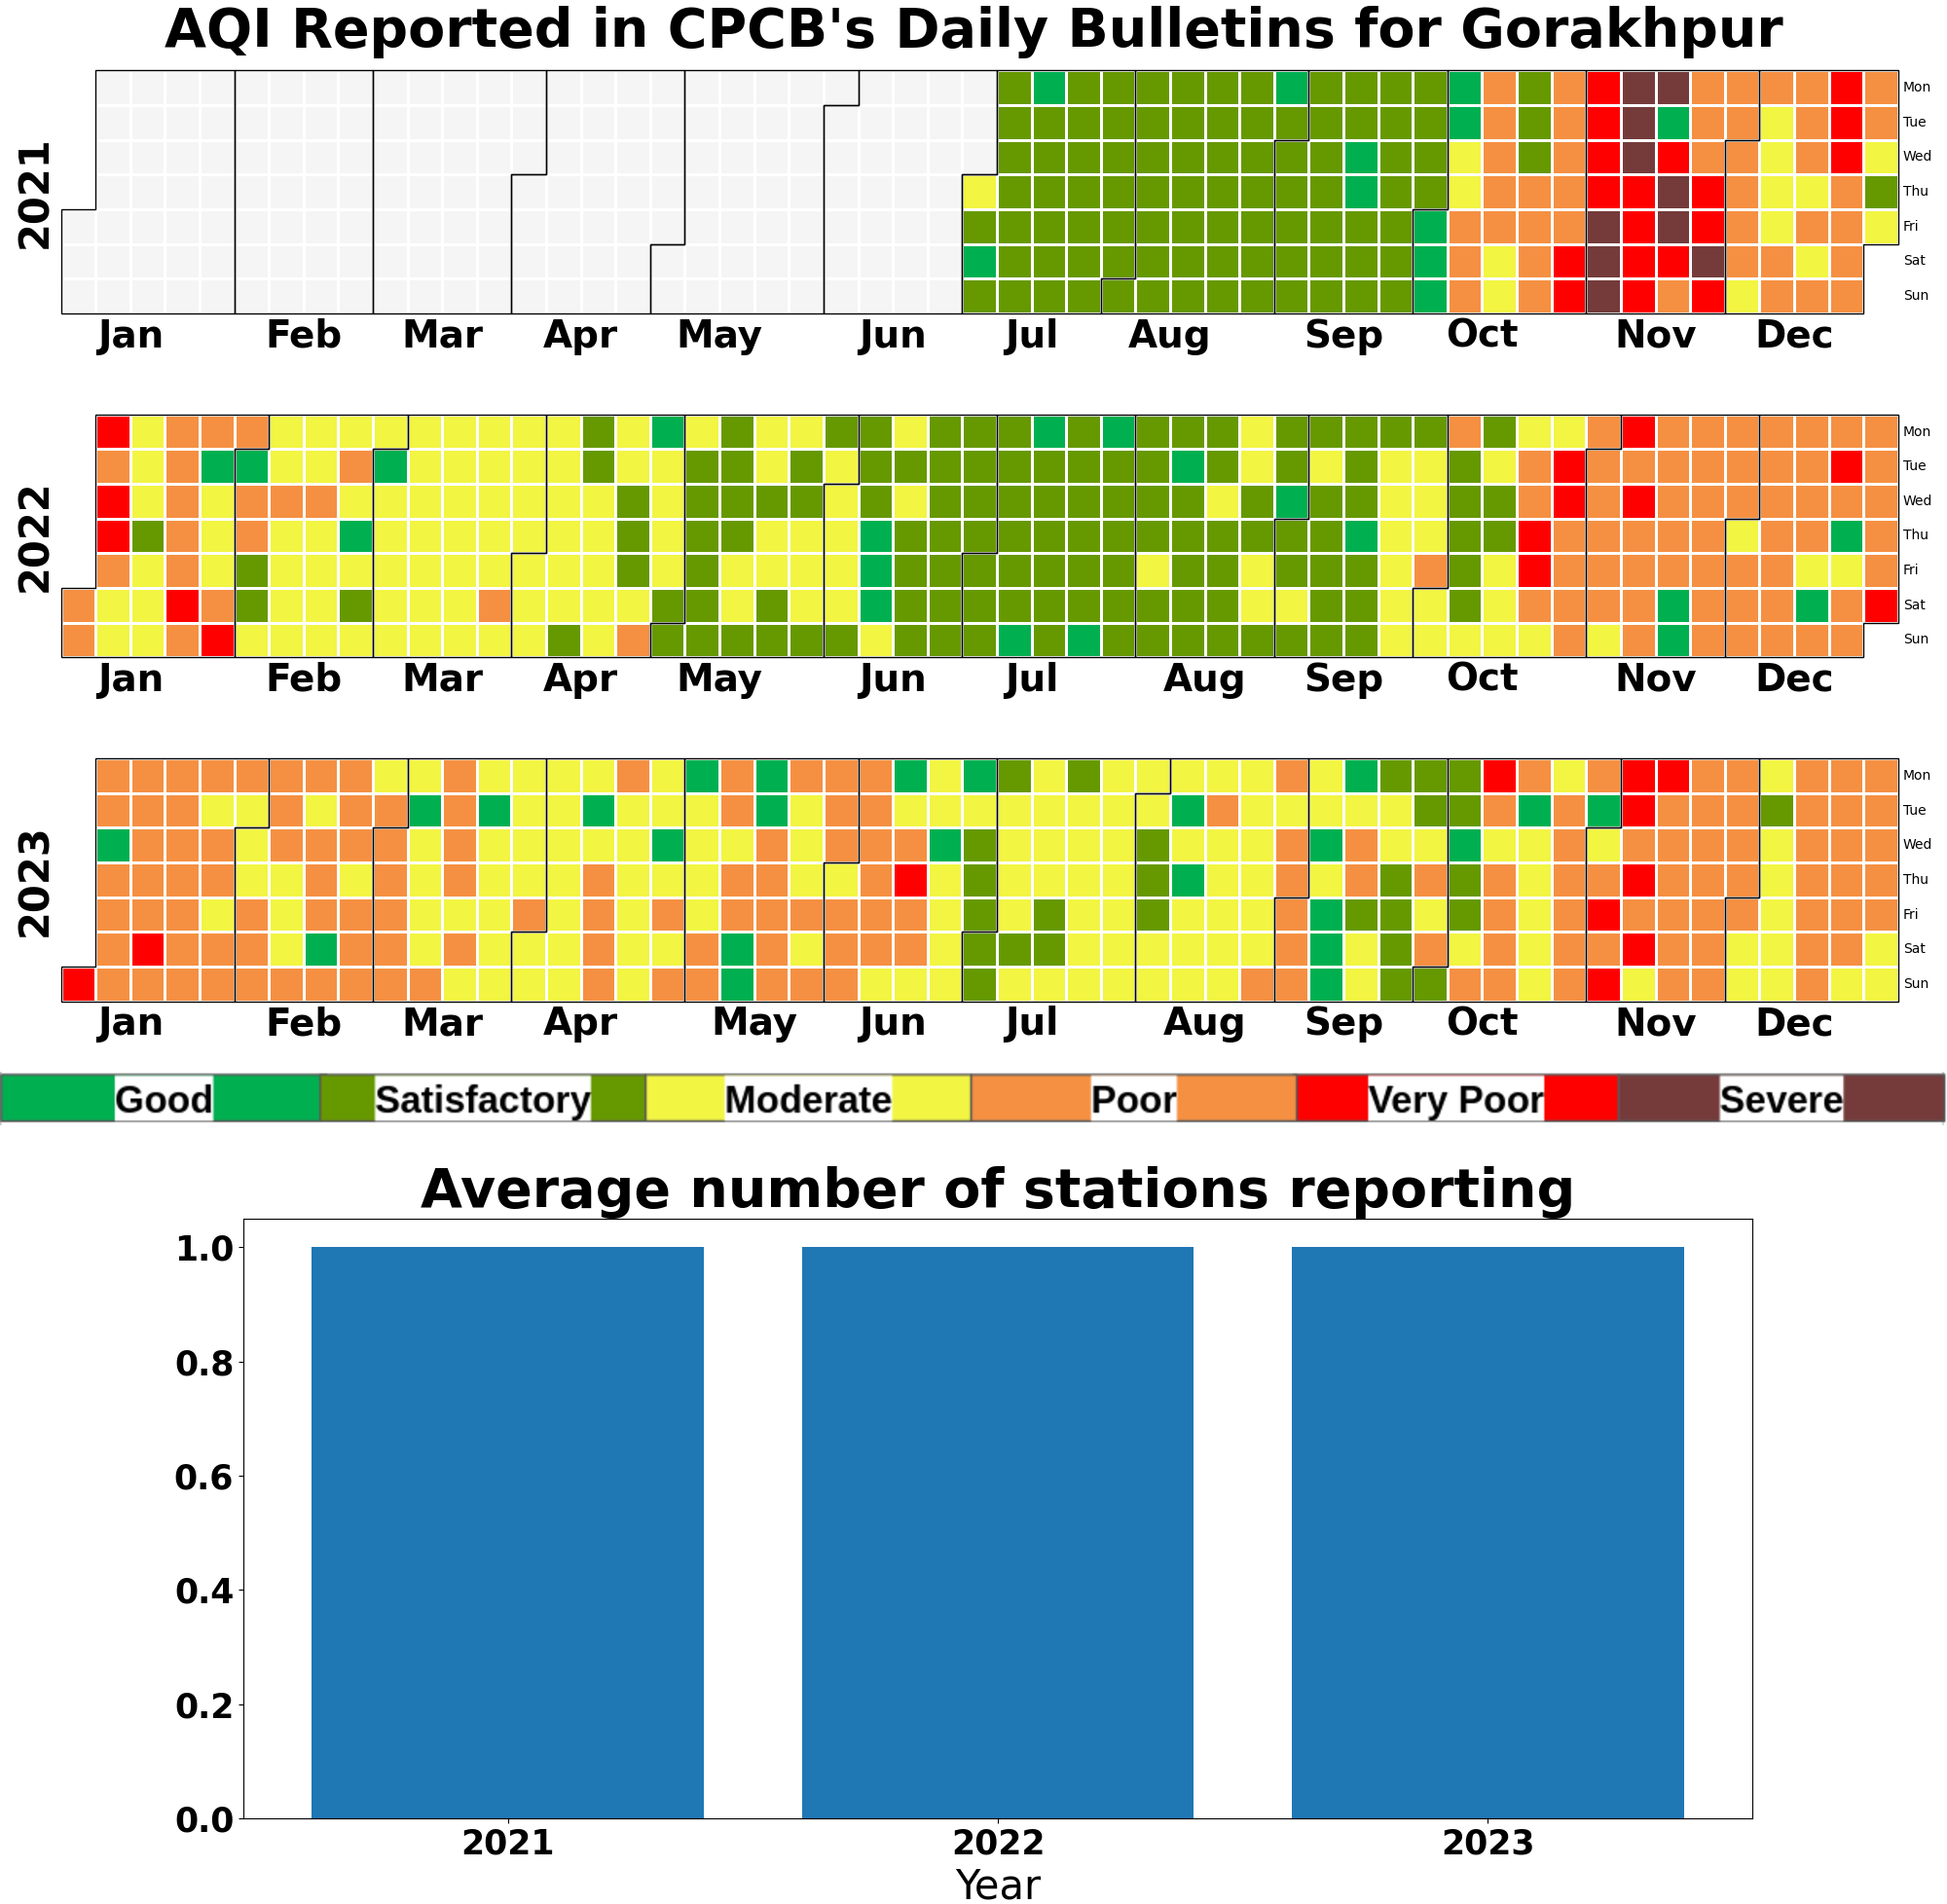 AQI Reported in CPCB's Daily Bulletins for Gorakhpur
2021
Mon
Tue
Wed
Thu
Fri
Sat
Sun
Jan Feb Mar Apr May Jun Jul Aug Sep Oct Nov Dec
2022
Mon
Tue
Wed
Thu
Fri
Sat
Sun
Jan Feb Mar Apr May Jun Jul Aug Sep Oct Nov Dec
2023
Mon
Tue
Wed
Thu
Fri
Sat
Sun
Jan Feb Mar Apr May Jun Jul Aug Sep Oct Nov Dec
Good Satisfactory Moderate Poor Very Poor Severe
Average number of stations reporting
1.0
0.8
0.6
0.4
0.2
0.0
2021 2022 2023
Year